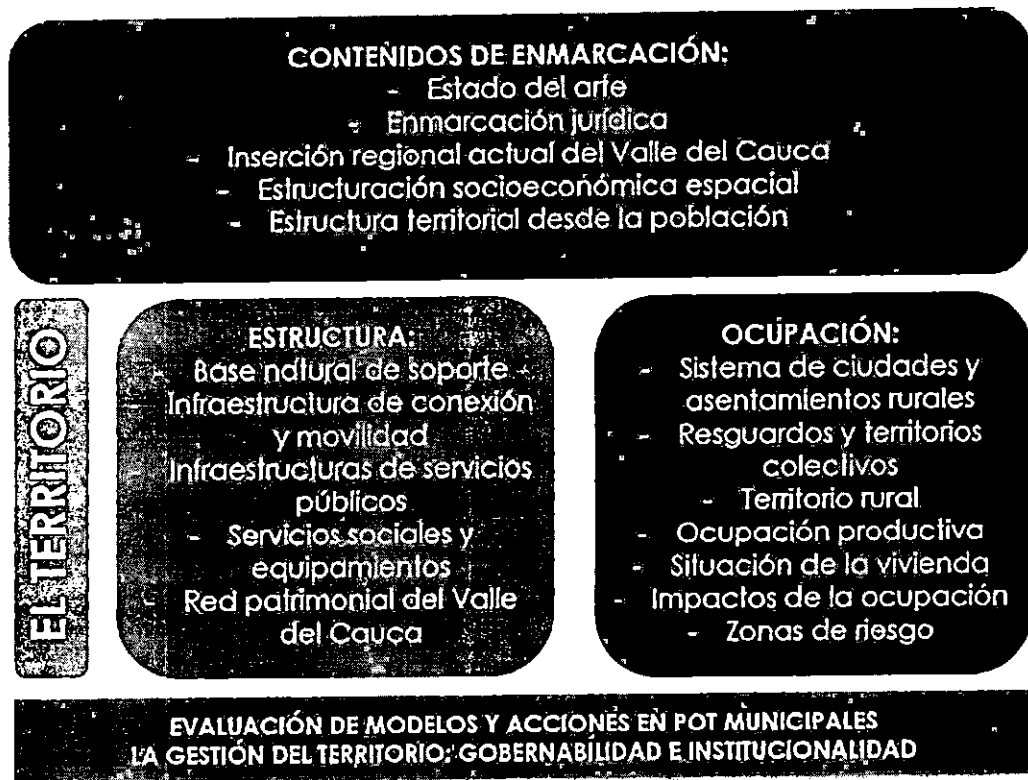 CONTENIDOS DE ENMARCACIÓN:
- Estado del arte
- Enmarcación jurídica
- Inserción regional actual del Valle del Cauca
- Estructuración socioeconómica espacial
- Estructura territorial desde la población
EL TERRITORIO
ESTRUCTURA:
- Base natural de soporte -
Infraestructura de conexión
y movilidad
- Infraestructuras de servicios
públicos
- Servicios sociales y
equipamientos
- Red patrimonial del Valle
del Cauca
OCUPACIÓN:
- Sistema de ciudades y
asentamientos rurales
- Resguardos y territorios
colectivos
- Territorio rural
- Ocupación productiva
- Situación de la vivienda
- Impactos de la ocupación
- Zonas de riesgo
EVALUACIÓN DE MODELOS Y ACCIONES EN POT MUNICIPALES
LA GESTIÓN DEL TERRITORIO: GOBERNABILIDAD E INSTITUCIONALIDAD